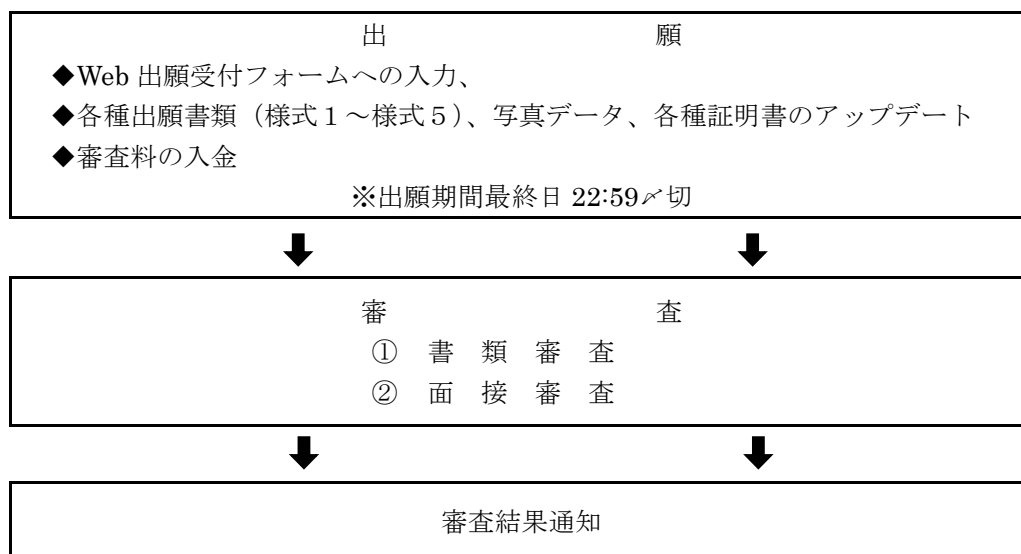 出願
◆Web 出願受付フォームへの入力、
◆各種出願書類（様式１～様式５）、写真データ、各種証明書のアップデート
◆審査料の入金
※出願期間最終日 22:59〆切
審査
① 書 類 審 査
② 面 接 審 査
審査結果通知